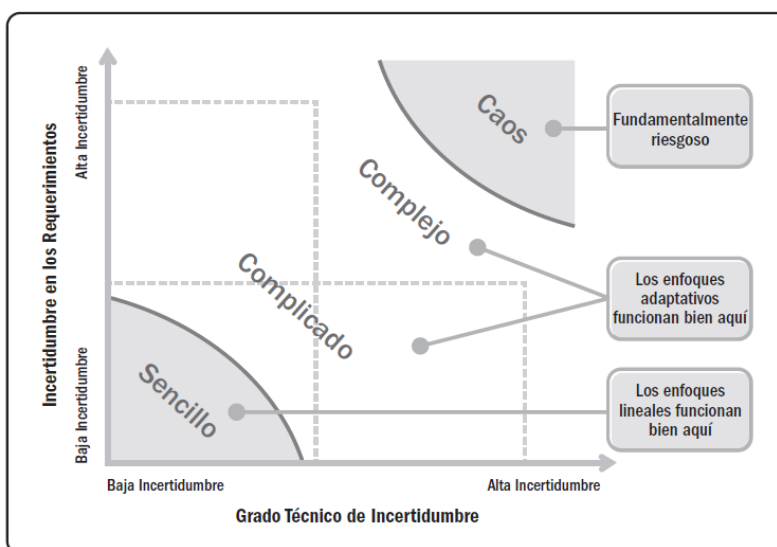 Alta Incertidumbre
Incertidumbre en los Requerimientos
Baja Incertidumbre
Caos
Complejo
Complicado
Sencillo
Fundamentalmente
riesgoso
Los enfoques
adaptativos
funcionan bien aquí
Los enfoques
lineales funcionan
bien aquí
Baja Incertidumbre
Alta Incertidumbre
Grado Técnico de Incertidumbre